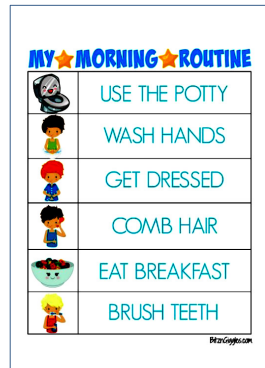 MY MORNING ROUTINE
USE THE POTTY
WASH HANDS
GET DRESSED
COMB HAIR
EAT BREAKFAST
BRUSH TEETH
BitznGiggles.com